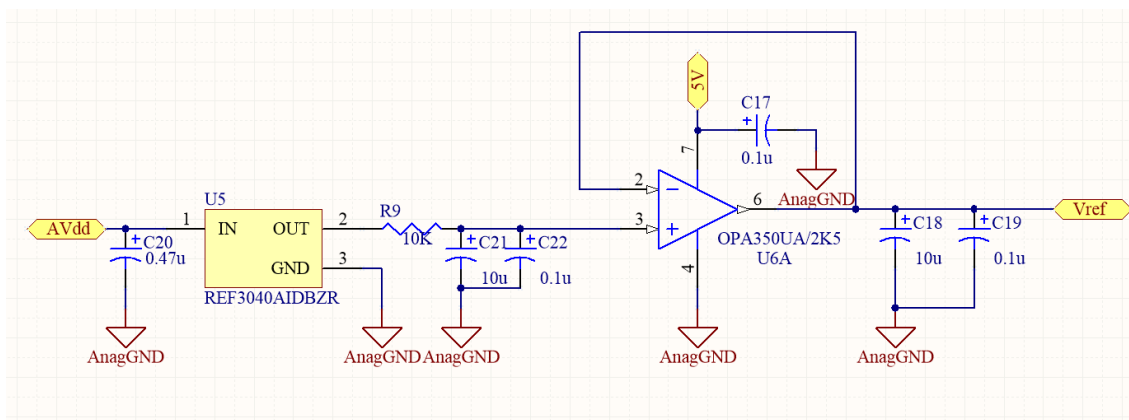 5V
C17
+
0.1u
7
2
−
AnagGND
6
3
+
OPA350UA/2K5
U6A
4
AnagGND
U5
AVdd
1
IN
OUT
2
GND
3
REF3040AIDBZR
+
C20
0.47u
AnagGND
AnagGND
R9
10K
+
C21
10u
+
C22
0.1u
AnagGND
+
C18
10u
+
C19
0.1u
Vref
AnagGND